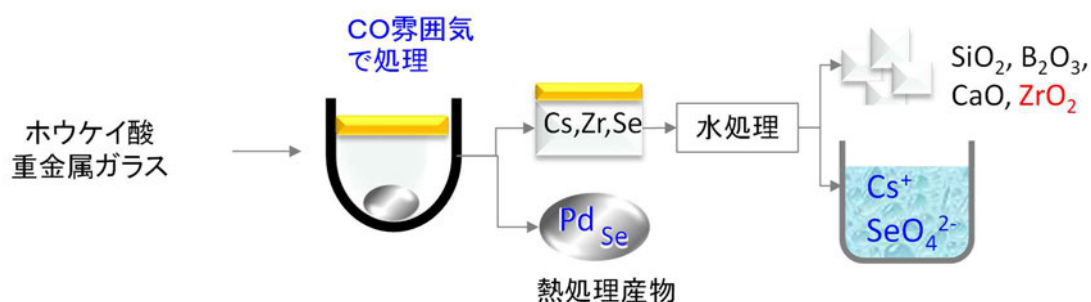 CO雰囲気
で処理
ホウケイ酸
重金属ガラス
Cs,Zr,Se
水処理
SiO₂, B₂O₃,
CaO, ZrO₂
Cs⁺
SeO₄²⁻
Pd Se
熱処理産物